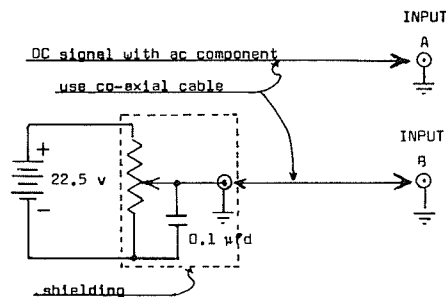 INPUT
A
DC signal with ac component
use co-axial cable
INPUT
B
+
22.5 v
−
0.1 μfd
shielding